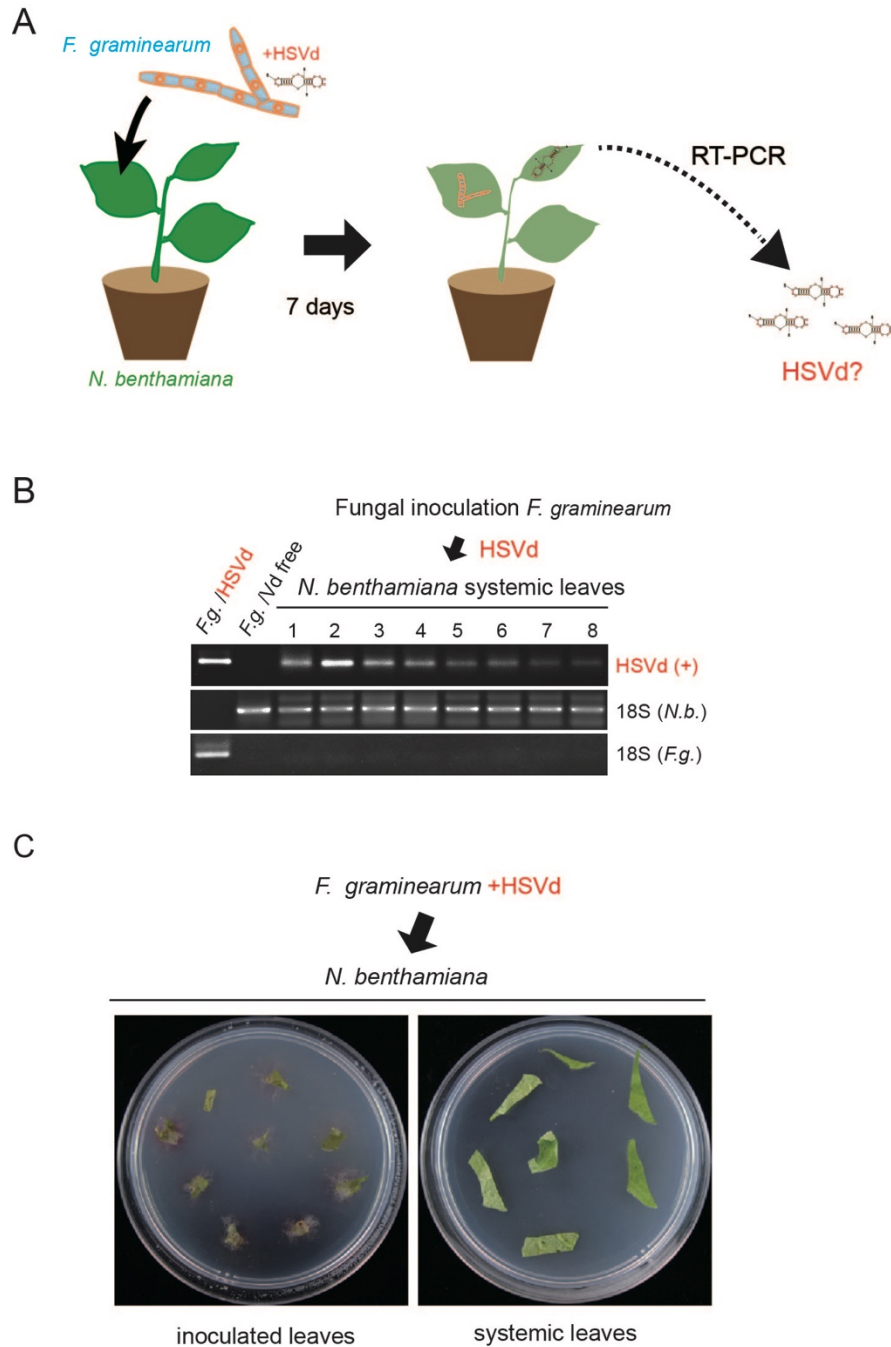 A
F. graminearum
+HSVd
RT-PCR
7 days
N. benthamiana
HSVd?
B
Fungal inoculation F. graminearum
HSVd
F.g. /HSVd
F.g. /Vd free
N. benthamiana systemic leaves
1 2 3 4 5 6 7 8
HSVd (+)
18S (N.b.)
18S (F.g.)
C
F. graminearum +HSVd
N. benthamiana
inoculated leaves
systemic leaves